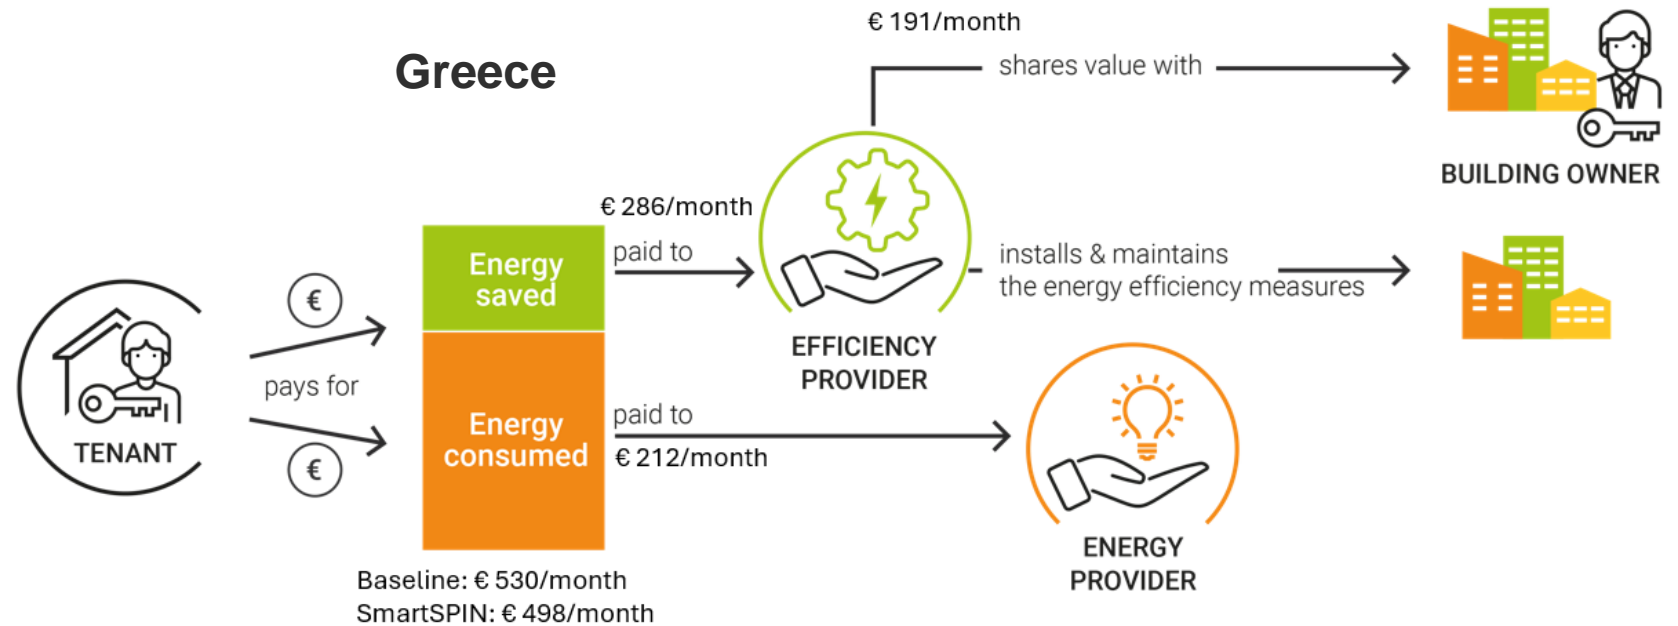 Greece
€ 191/month
shares value with
BUILDING OWNER
€ 286/month
paid to
Energy
saved
installs & maintains
the energy efficiency measures
EFFICIENCY
PROVIDER
€
pays for
€
TENANT
Energy
consumed
paid to
€ 212/month
ENERGY
PROVIDER
Baseline: € 530/month
SmartSPIN: € 498/month